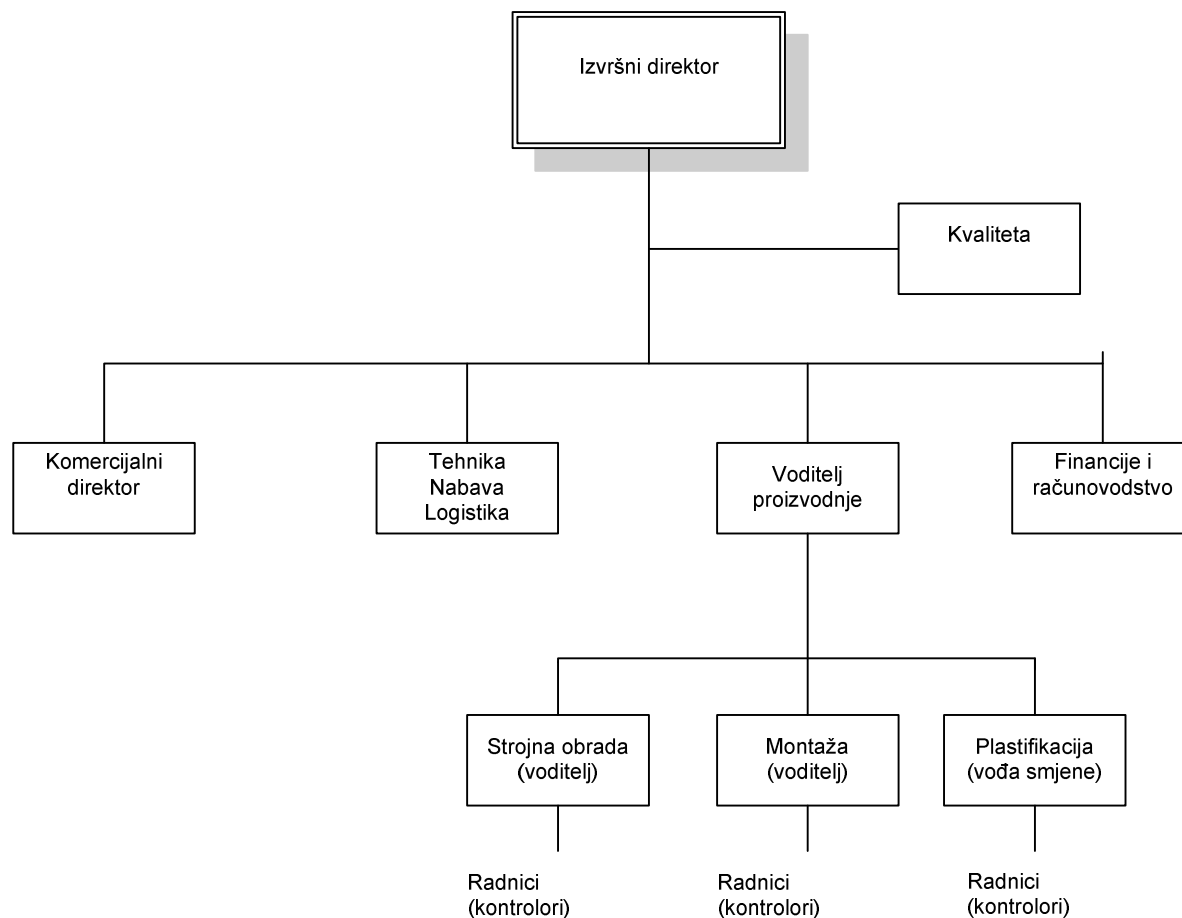 Izvršni direktor
Kvaliteta
Komercijalni
direktor
Tehnika
Nabava
Logistika
Voditelj
proizvodnje
Financije i
računovodstvo
Strojna obrada
(voditelj)
Montaža
(voditelj)
Plastifikacija
(vođa smjene)
Radnici
(kontrolori)
Radnici
(kontrolori)
Radnici
(kontrolori)